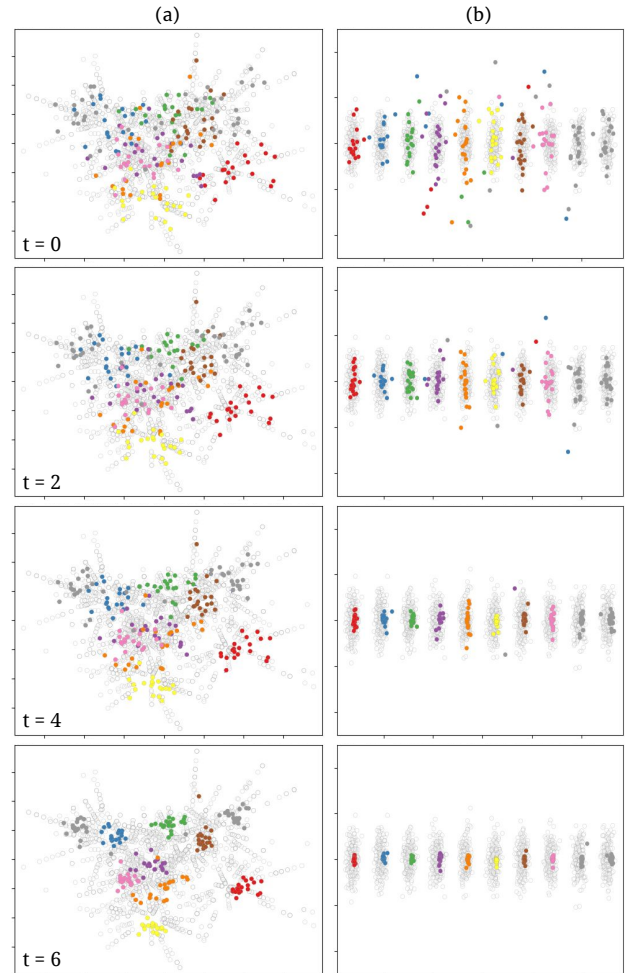 (a) (b)
t = 0
t = 2
t = 4
t = 6